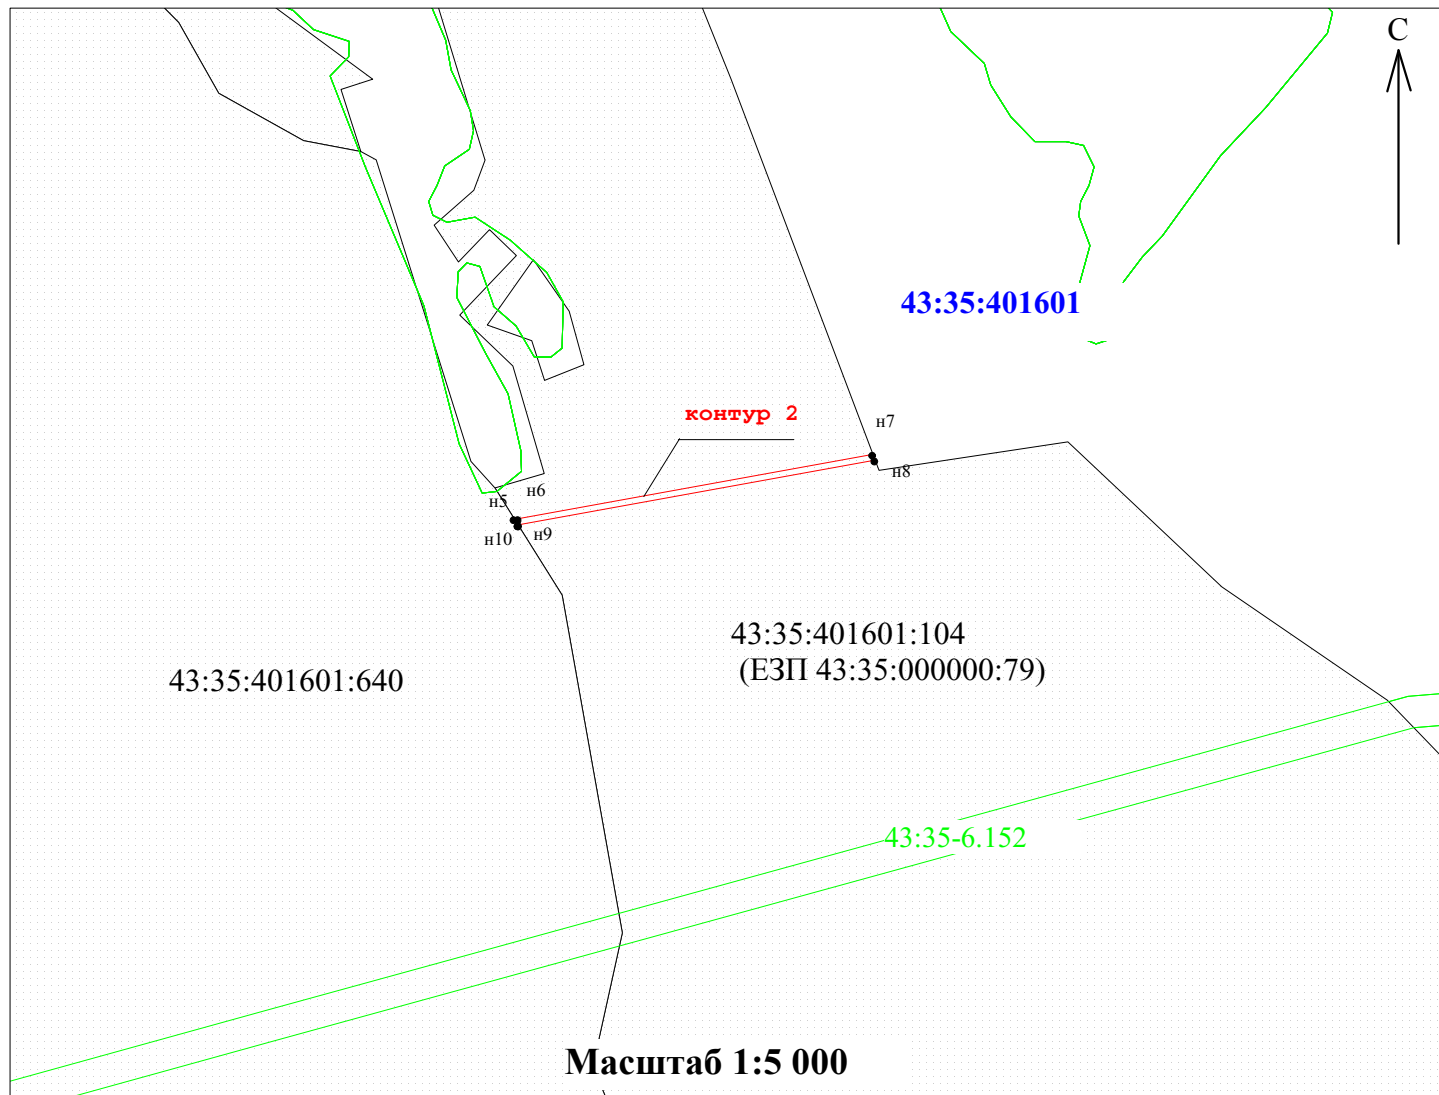 С
43:35:401601
контур 2
н7
н8
н5
н6
н10
н9
43:35:401601:104
(ЕЗП 43:35:000000:79)
43:35:401601:640
43:35-6.152
Масштаб 1:5 000